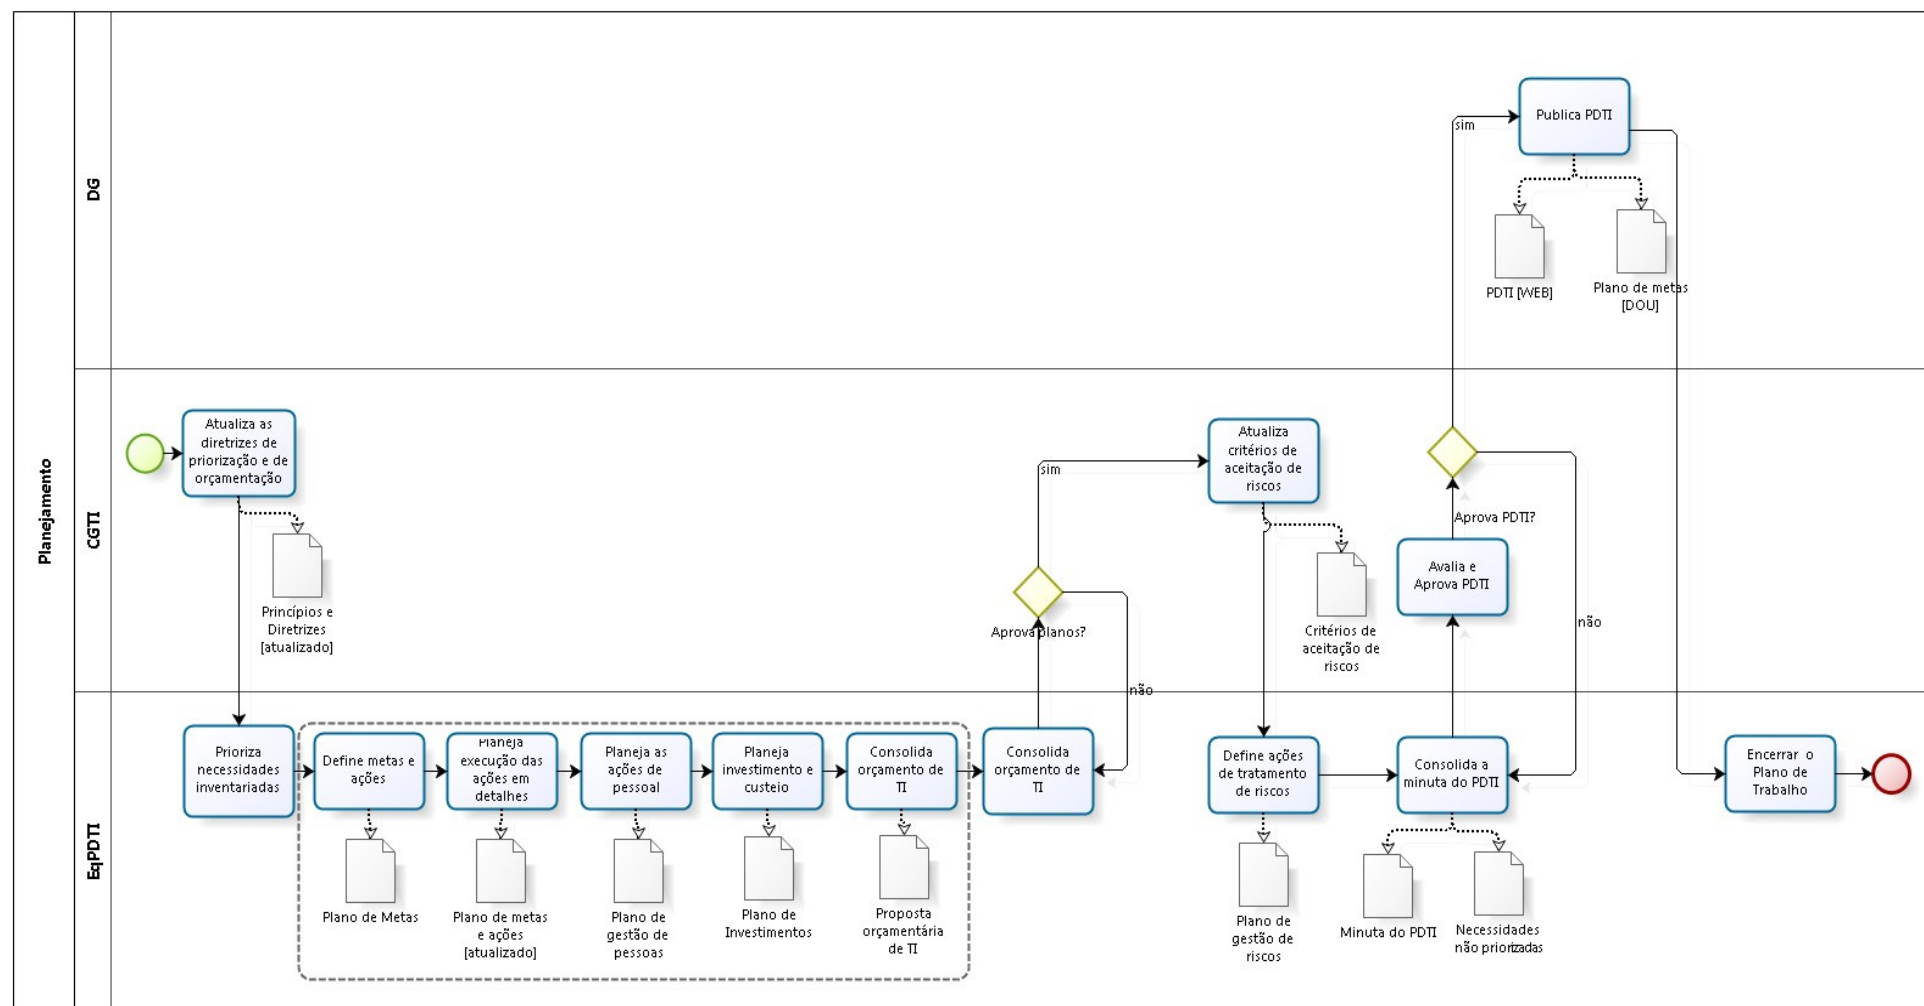 Planejamento
DG
Publica PDTI
sim
PDTI [WEB]
Plano de metas
[DOU]
CGTI
Atualiza as
diretrizes de
priorização e de
orçamentação
Princípios e
Diretrizes
[atualizado]
Aprova planos?
sim
não
Atualiza
critérios de
aceitação de
riscos
Critérios de
aceitação de
riscos
Avalia e
Aprova PDTI
Aprova PDTI?
não
EqPDTI
Prioriza
necessidades
inventariadas
Define metas e
ações
Plano de Metas
Planeja
execução das
ações em
detalhes
Plano de metas
e ações
[atualizado]
Planeja as
ações de
pessoal
Plano de
gestão de
pessoas
Planeja
investimento e
custeio
Plano de
Investimentos
Consolida
orçamento de
TI
Proposta
orçamentária
de TI
Consolida
orçamento de
TI
Define ações
de tratamento
de riscos
Plano de
gestão de
riscos
Consolida a
minuta do PDTI
Minuta do PDTI
Necessidades
não priorizadas
Encerrar o
Plano de
Trabalho